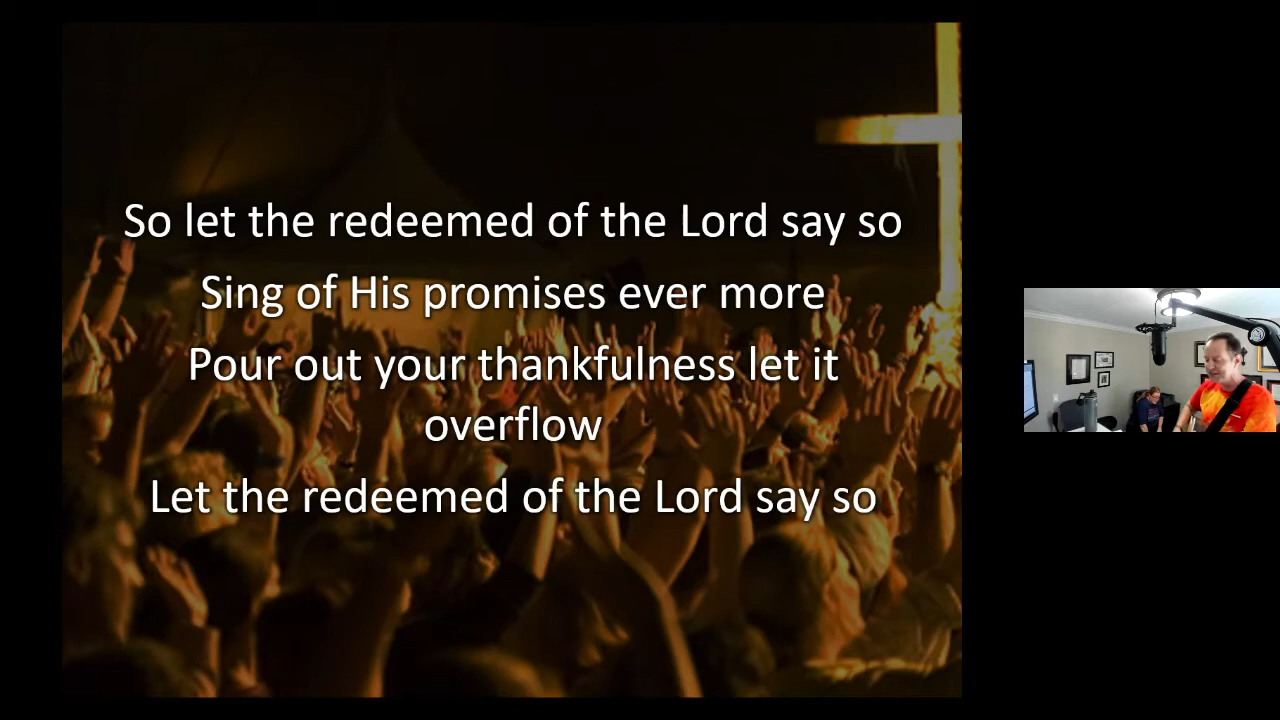 So let the redeemed of the Lord say so
Sing of His promises ever more
Pour out your thankfulness let it
overflow
Let the redeemed of the Lord say so